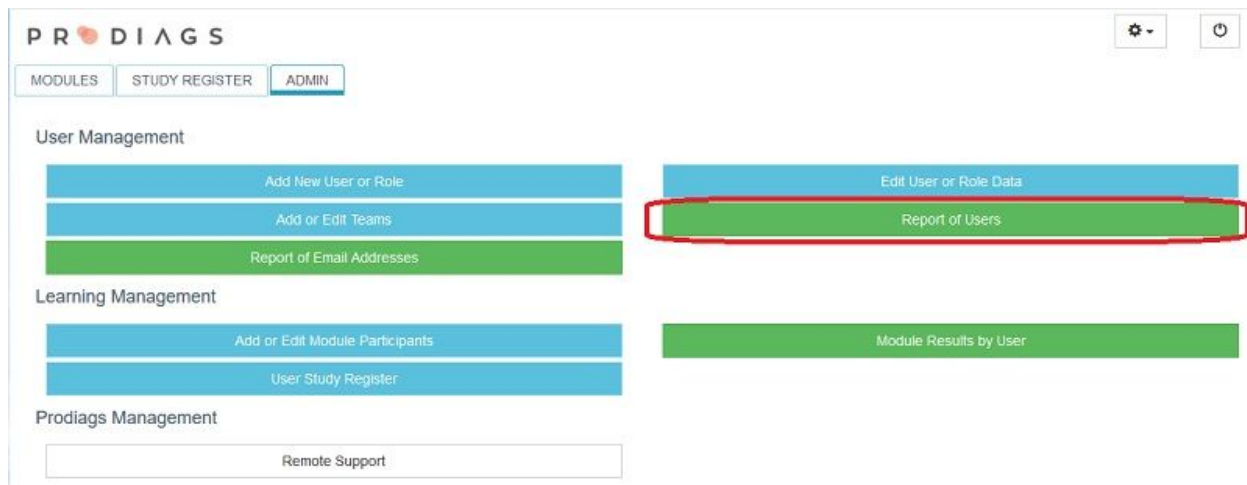 PRODIAGS
MODULES STUDY REGISTER ADMIN
User Management
Add New User or Role Edit User or Role Data
Add or Edit Teams Report of Users
Report of Email Addresses
Learning Management
Add or Edit Module Participants Module Results by User
User Study Register
Prodiags Management
Remote Support